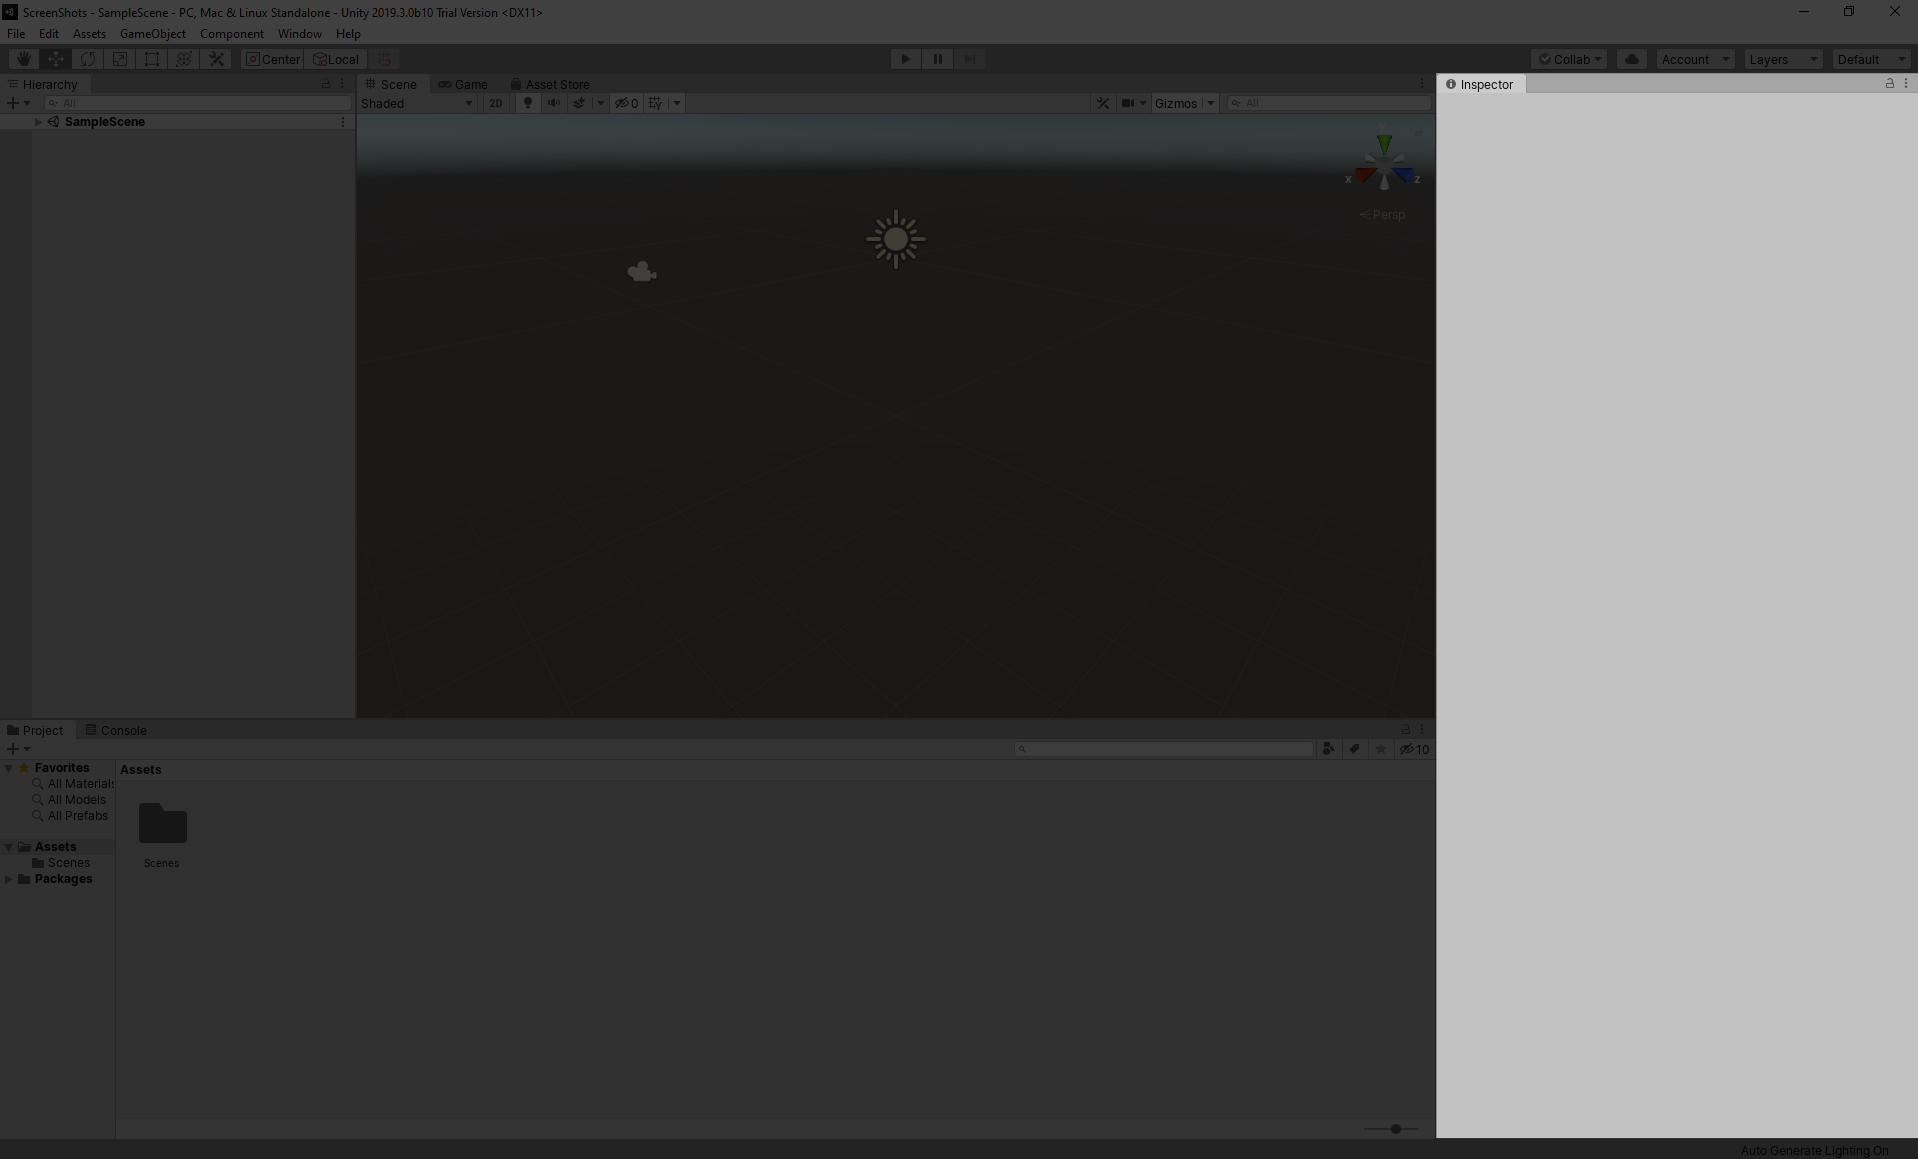 ScreenShots - SampleScene - PC, Mac & Linux Standalone - Unity 2019.3.0b10 Trial Version <DX11>
File Edit Assets GameObject Component Window Help
Center Local Collab Account Layers Default
Hierarchy Scene Game Asset Store Inspector
All Shaded 2D 0 Gizmos All
SampleScene
Y
X Z
Persp
Project Console
10
Favorites Assets
All Materials
All Models
All Prefabs
Assets
Scenes Scenes
Packages
Auto Generate Lighting On